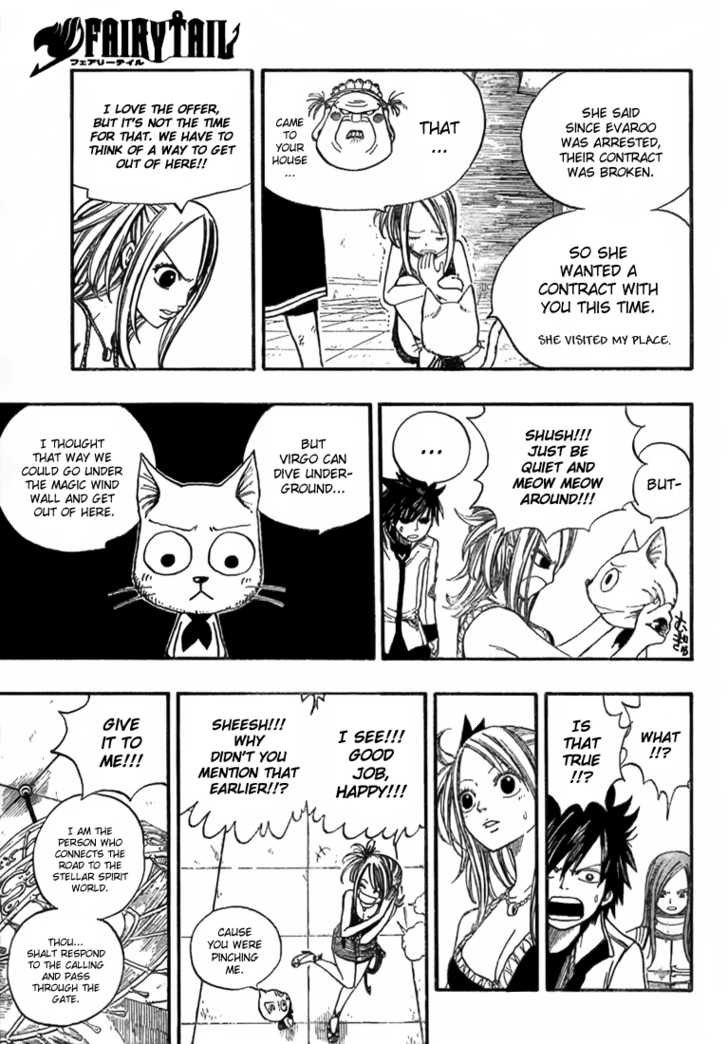 FAIRY TAIL
フェアリーテイル
SHE SAID
SINCE EVAROO
WAS ARRESTED,
THEIR CONTRACT
WAS BROKEN.
SO SHE
WANTED A
CONTRACT WITH
YOU THIS TIME.
SHE VISITED MY PLACE.
THAT
...
CAME
TO
YOUR
HOUSE
...
I LOVE THE OFFER,
BUT IT'S NOT THE TIME
FOR THAT. WE HAVE TO
THINK OF A WAY TO GET
OUT OF HERE!!
BUT-
SHUSH!!!
JUST BE
QUIET AND
MEOW MEOW
AROUND!!!
...
BUT
VIRGO CAN
DIVE UNDER-
GROUND...
I THOUGHT
THAT WAY WE
COULD GO UNDER
THE MAGIC WIND
WALL AND GET
OUT OF HERE.
WHAT
!!?
IS
THAT
TRUE
!!?
I SEE!!!
GOOD
JOB,
HAPPY!!!
SHEESH!!!
WHY
DIDN'T YOU
MENTION THAT
EARLIER!!?
CAUSE
YOU WERE
PINCHING
ME.
GIVE
IT TO
ME!!!
I AM THE
PERSON WHO
CONNECTS THE
ROAD TO THE
STELLAR SPIRIT
WORLD.
THOU...
SHALT RESPOND
TO THE CALLING
AND PASS
THROUGH THE
GATE.